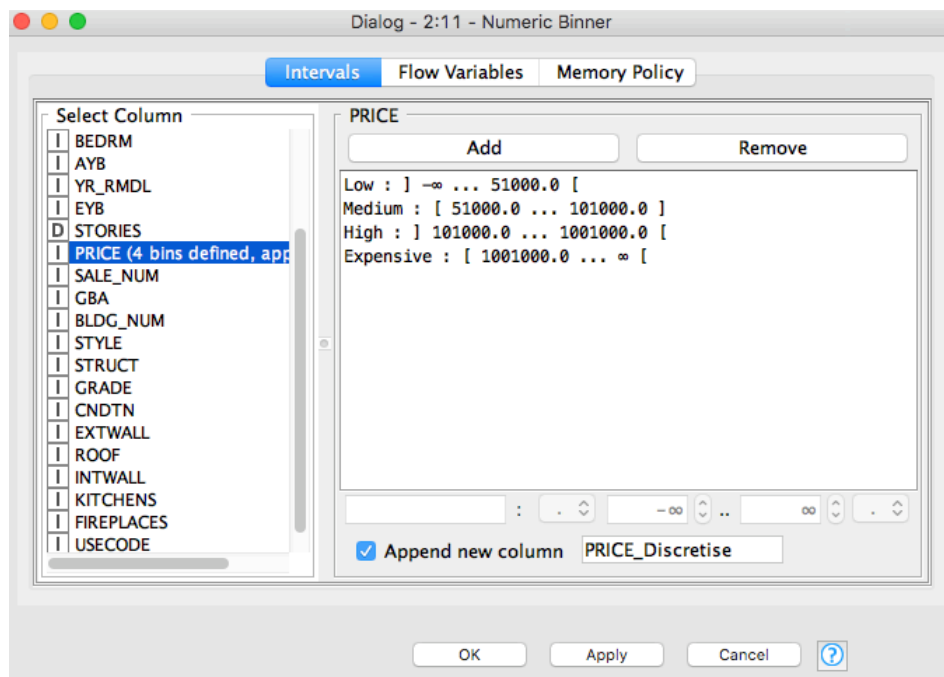 Dialog - 2:11 - Numeric Binner
Intervals Flow Variables Memory Policy
Select Column
I BEDRM
I AYB
I YR_RMDL
I EYB
D STORIES
I PRICE (4 bins defined, app
I SALE_NUM
I GBA
I BLDG_NUM
I STYLE
I STRUCT
I GRADE
I CNDTN
I EXTWALL
I ROOF
I INTWALL
I KITCHENS
I FIREPLACES
I USECODE
PRICE
Add Remove
Low : ] -∞ ... 51000.0 [
Medium : [ 51000.0 ... 101000.0 ]
High : ] 101000.0 ... 1001000.0 [
Expensive : [ 1001000.0 ... ∞ [
: . -∞ .. ∞ .
Append new column PRICE_Discretise
OK Apply Cancel ?